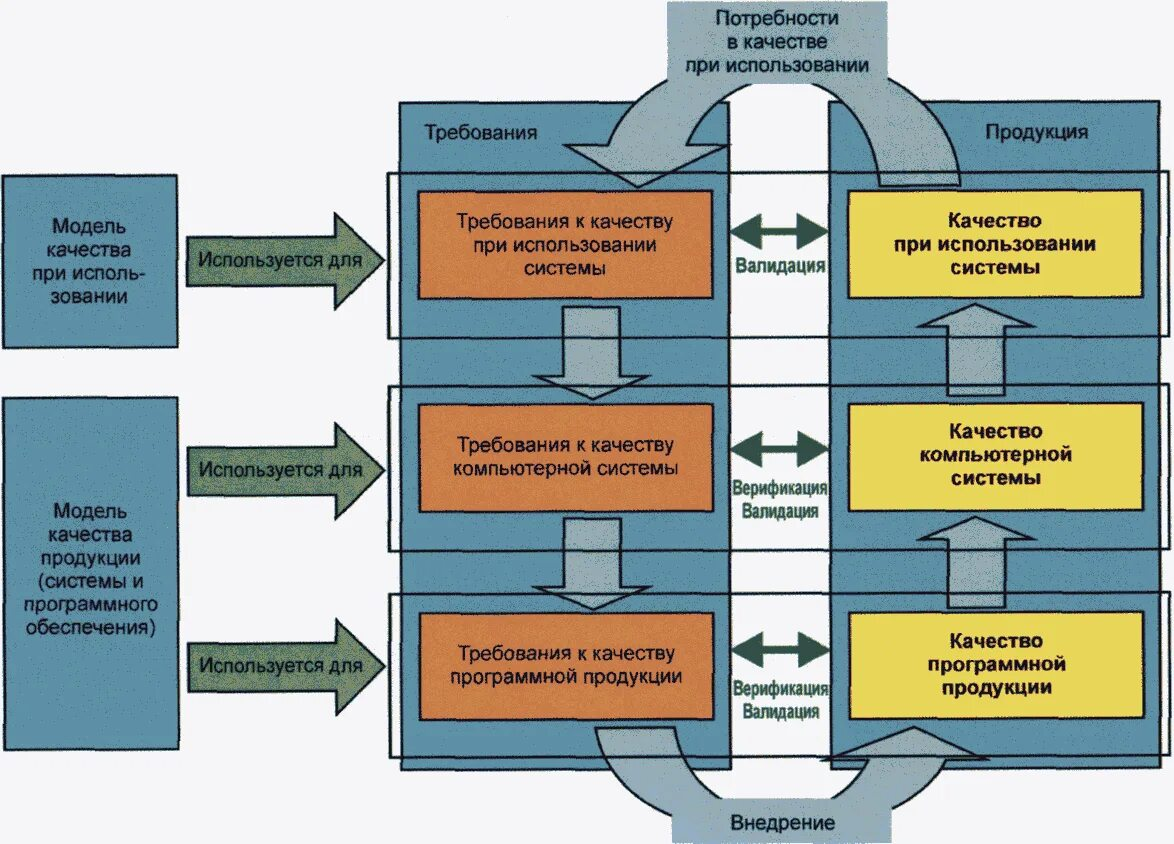 Потребности
в качестве
при использовании
Требования
Продукция
Модель
качества
при исполь-
зовании
Используется для
Требования к качеству
при использовании
системы
Валидация
Качество
при использовании
системы
Модель
качества
продукции
(системы и
программного
обеспечения)
Используется для
Требования к качеству
компьютерной системы
Верификация
Валидация
Качество
компьютерной
системы
Используется для
Требования к качеству
программной продукции
Верификация
Валидация
Качество
программной
продукции
Внедрение